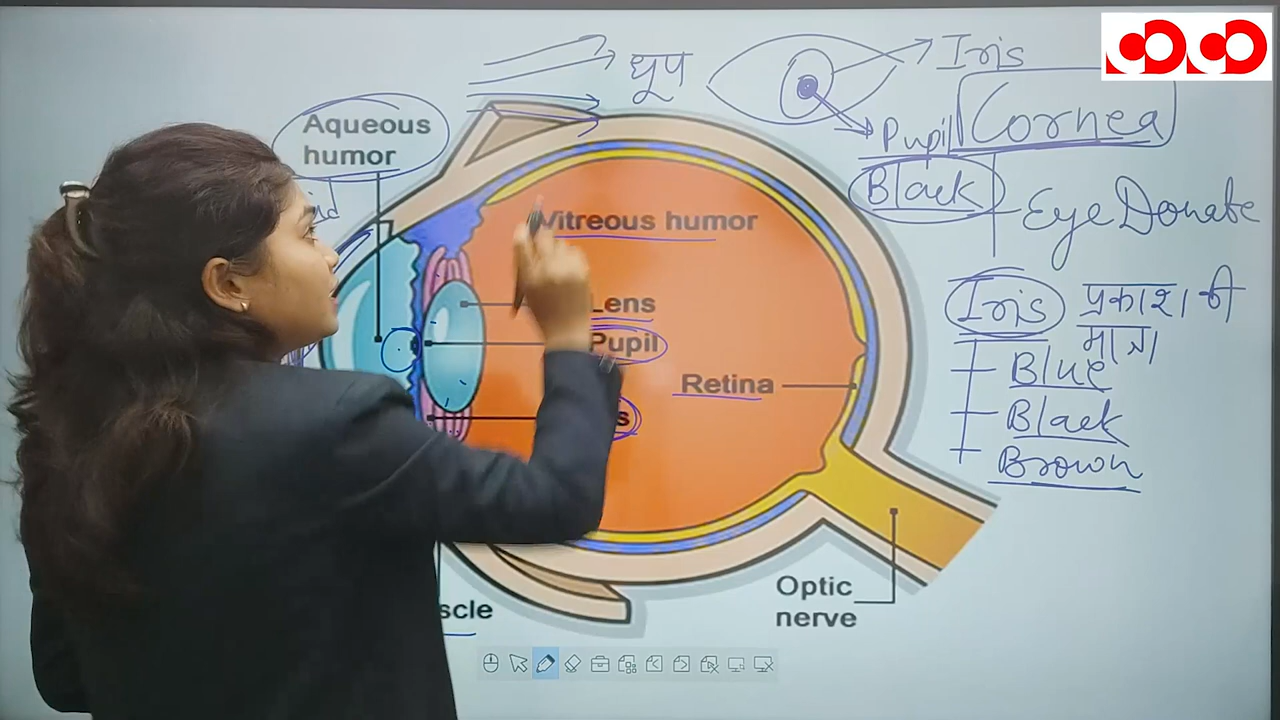 धूप
Iris
Cornea
Pupil
Black
Eye Donate
Aqueous
humor
Vitreous humor
Lens
Pupil
Retina
Iris
प्रकाश की
मात्रा
Blue
Black
Brown
Optic
nerve